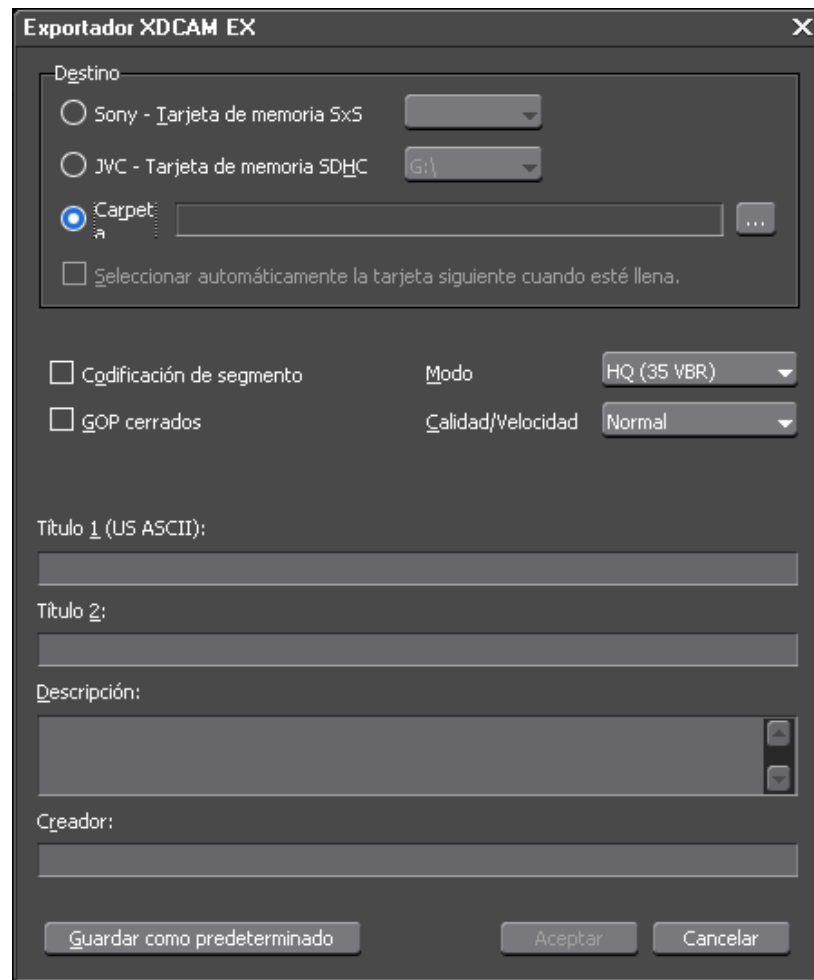 Exportador XDCAM EX
Destino
Sony - Tarjeta de memoria SxS
JVC - Tarjeta de memoria SDHC G:\
Carpet
a
...
Seleccionar automáticamente la tarjeta siguiente cuando esté llena.
Codificación de segmento Modo HQ (35 VBR)
GOP cerrados Calidad/Velocidad Normal
Título 1 (US ASCII):
Título 2:
Descripción:
Creador:
Guardar como predeterminado Aceptar Cancelar